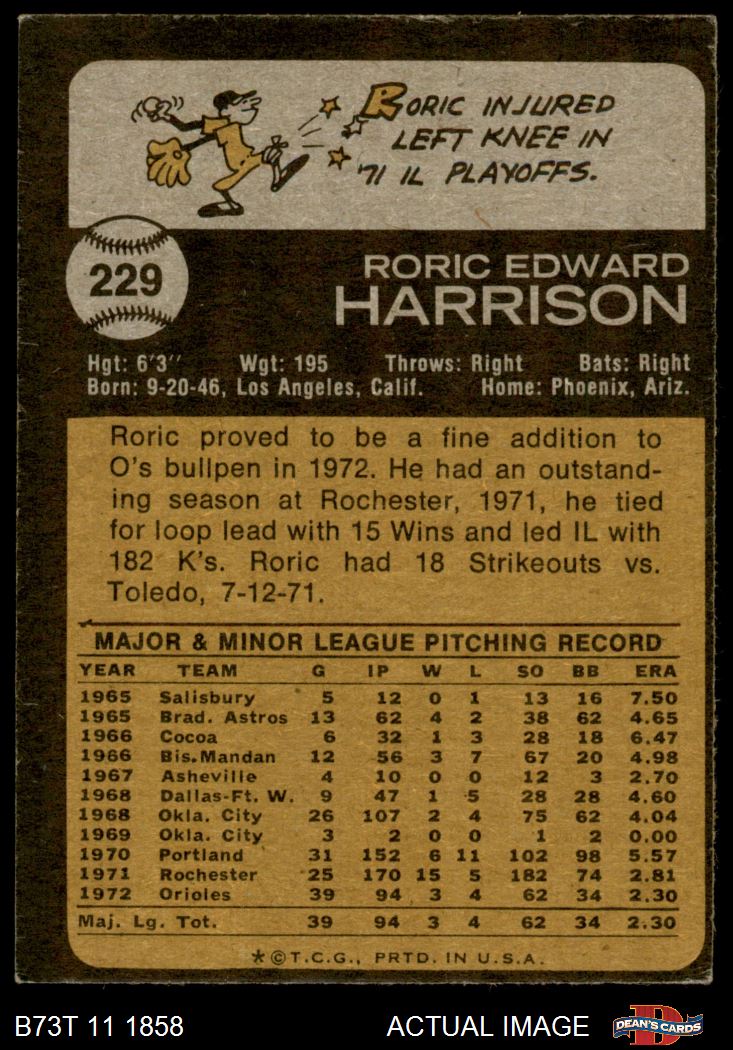 RORIC INJURED
LEFT KNEE IN
'71 IL PLAYOFFS.
229
RORIC EDWARD
HARRISON
Hgt: 6'3" Wgt: 195 Throws: Right Bats: Right
Born: 9-20-46, Los Angeles, Calif. Home: Phoenix, Ariz.
Roric proved to be a fine addition to
O's bullpen in 1972. He had an outstand-
ing season at Rochester, 1971, he tied
for loop lead with 15 Wins and led IL with
182 K's. Roric had 18 Strikeouts vs.
Toledo, 7-12-71.
MAJOR & MINOR LEAGUE PITCHING RECORD
YEAR TEAM G IP W L SO BB ERA
1965 Salisbury 5 12 0 1 13 16 7.50
1965 Brad. Astros 13 62 4 2 38 62 4.65
1966 Cocoa 6 32 1 3 28 18 6.47
1966 Bis.Mandan 12 56 3 7 67 20 4.98
1967 Asheville 4 10 0 0 12 3 2.70
1968 Dallas-Ft. W. 9 47 1 5 28 28 4.60
1968 Okla. City 26 107 2 4 75 62 4.04
1969 Okla. City 3 2 0 0 1 2 0.00
1970 Portland 31 152 6 11 102 98 5.57
1971 Rochester 25 170 15 5 182 74 2.81
1972 Orioles 39 94 3 4 62 34 2.30
Maj. Lg. Tot. 39 94 3 4 62 34 2.30
*©T.C.G., PRTD. IN U.S.A.
B73T 11 1858 ACTUAL IMAGE DEAN'S CARDS